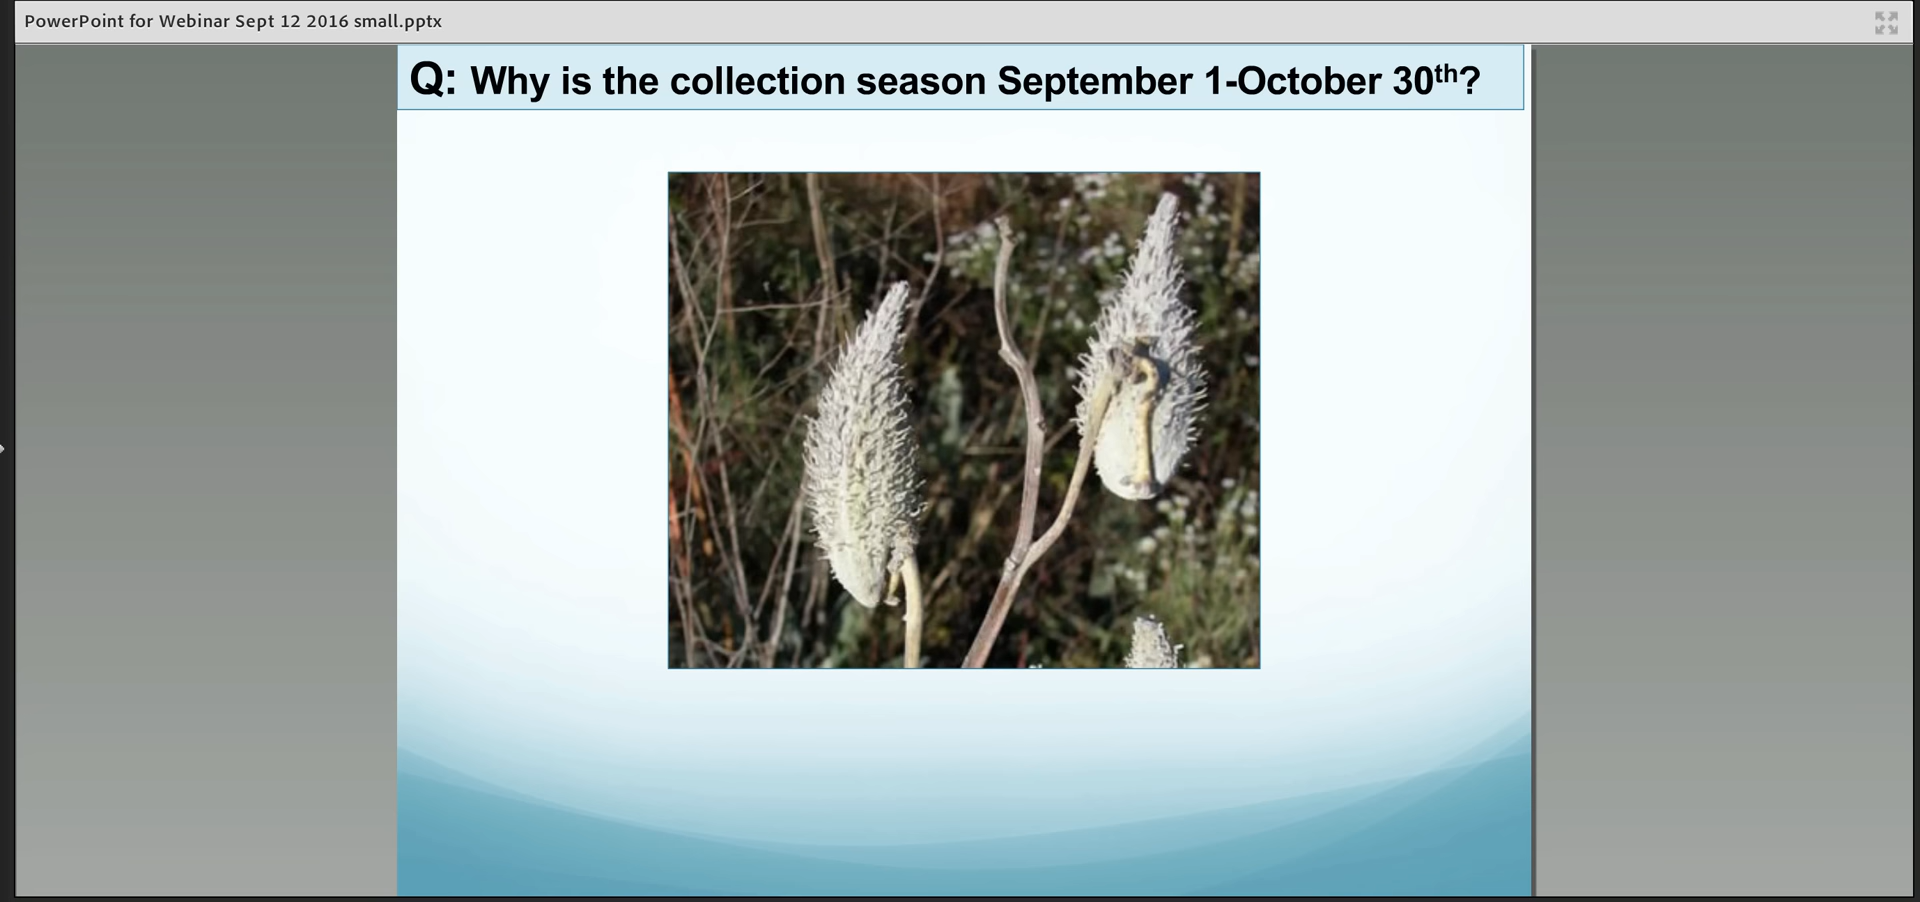 PowerPoint for Webinar Sept 12 2016 small.pptx
Q: Why is the collection season September 1-October 30th?